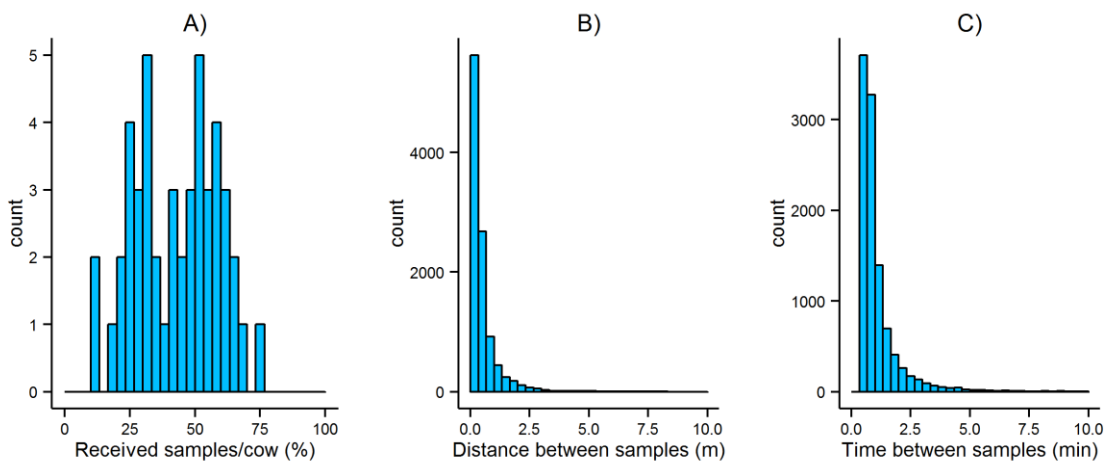 A)
5
4
3
2
1
0
count
0 25 50 75 100
Received samples/cow (%)
B)
4000
2000
0
count
0.0 2.5 5.0 7.5 10.0
Distance between samples (m)
C)
3000
2000
1000
0
count
0.0 2.5 5.0 7.5 10.0
Time between samples (min)